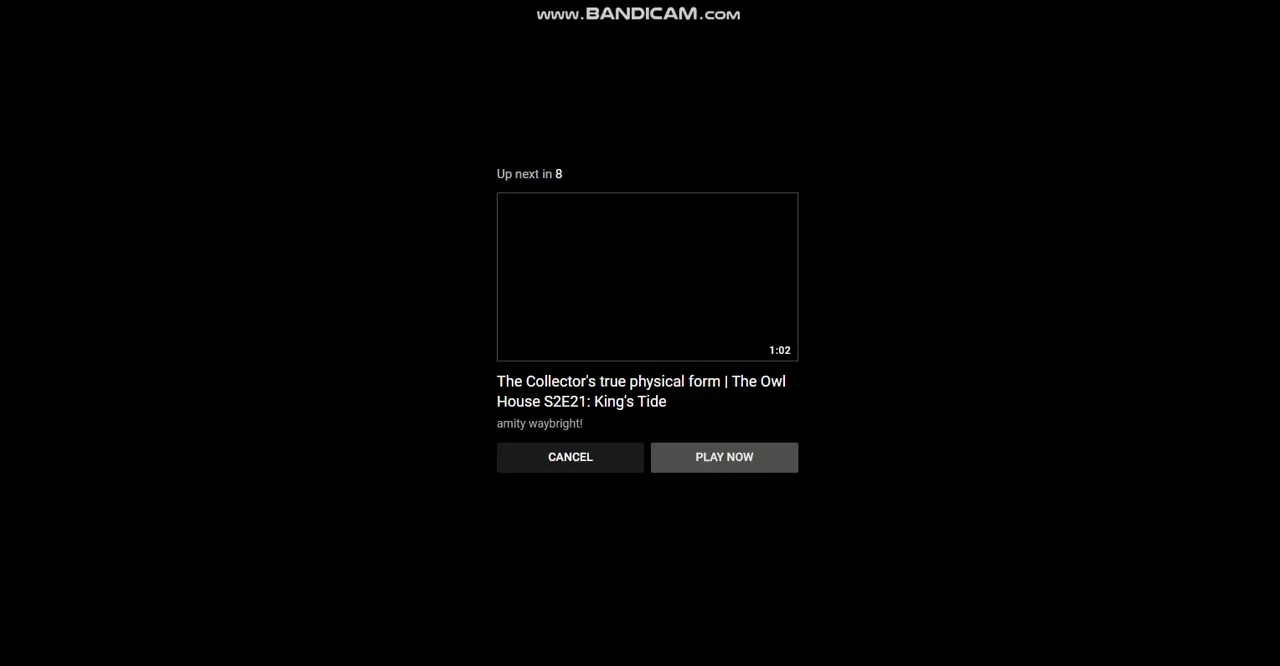 www.BANDICAM.com
Up next in 8
1:02
The Collector's true physical form | The Owl
House S2E21: King's Tide
amity waybright!
CANCEL
PLAY NOW